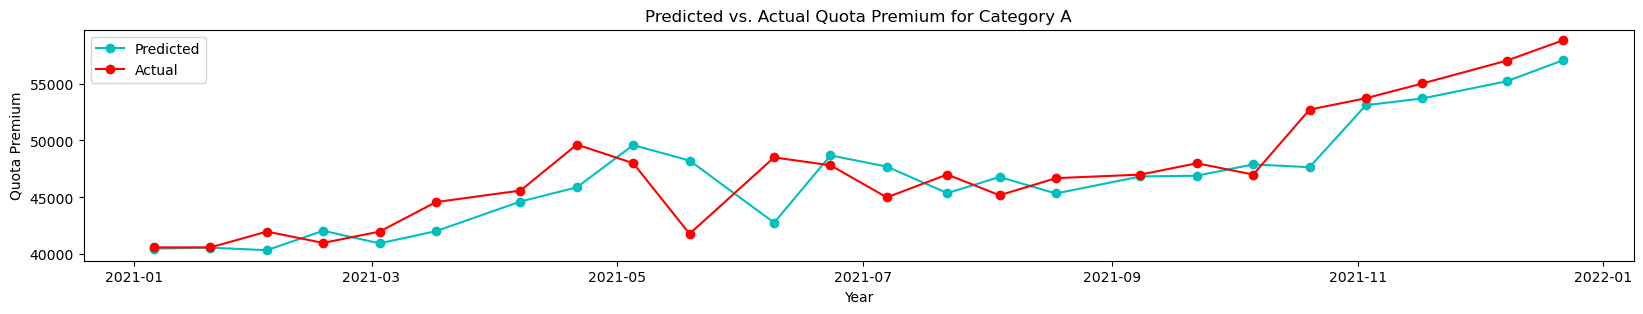 Predicted vs. Actual Quota Premium for Category A
Predicted
Actual
Quota Premium
55000
50000
45000
40000
2021-01
2021-03
2021-05
2021-07
2021-09
2021-11
2022-01
Year